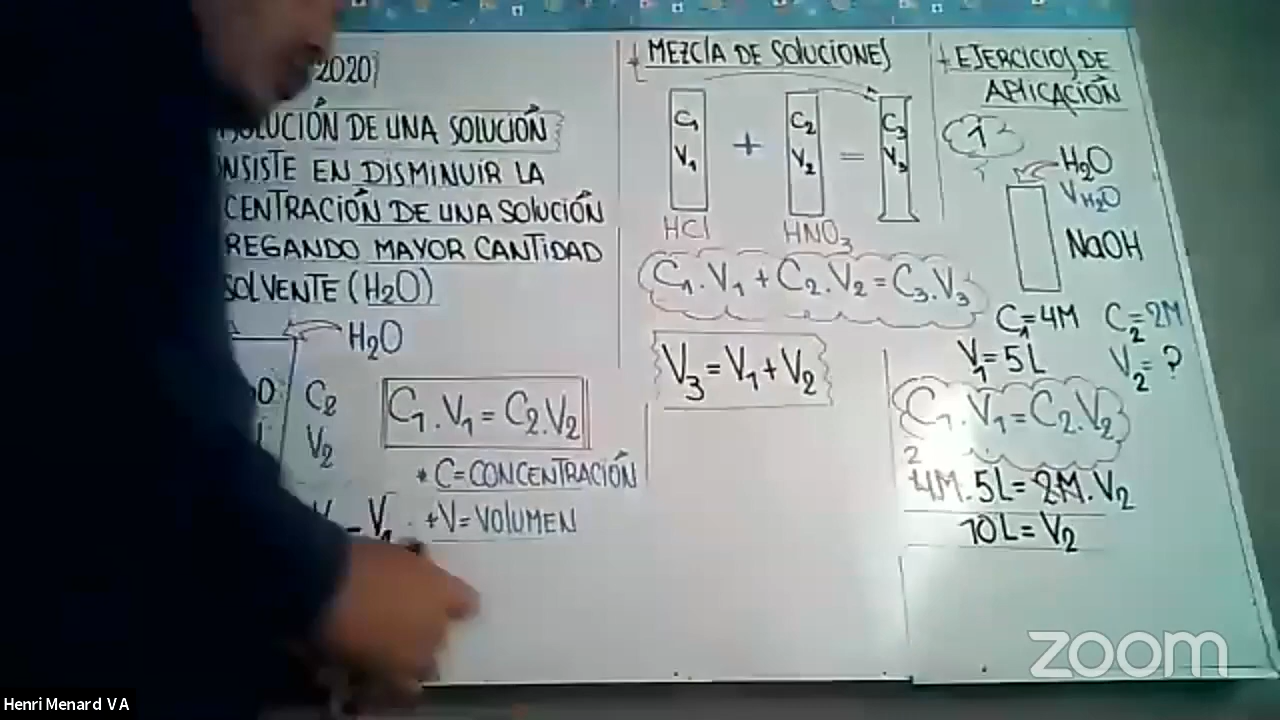 2020)
SOLUCIÓN DE UNA SOLUCIÓN
NSISTE EN DISMINUIR LA
CENTRACIÓN DE UNA SOLUCIÓN
REGANDO MAYOR CANTIDAD
SOLVENTE (H₂O)
H₂O
C₂
V₂
C₁.V₁ = C₂.V₂
* C=CONCENTRACIÓN
+V=VOLUMEN
- V₁
+ MEZCLA DE SOLUCIONES
C₁ C₂ C₃
V₁ + V₂ = V₃
HCl HNO₃
C₁.V₁ + C₂.V₂ = C₃.V₃
V₃ = V₁ + V₂
+ EJERCICIOS DE
APLICACIÓN
1
H₂O
V H₂O
NaOH
C₁=4M C₂=2M
V₁=5L V₂=?
C₁.V₁=C₂.V₂
2
4M.5L=2M.V₂
10L=V₂
zoom
Henri Menard VA